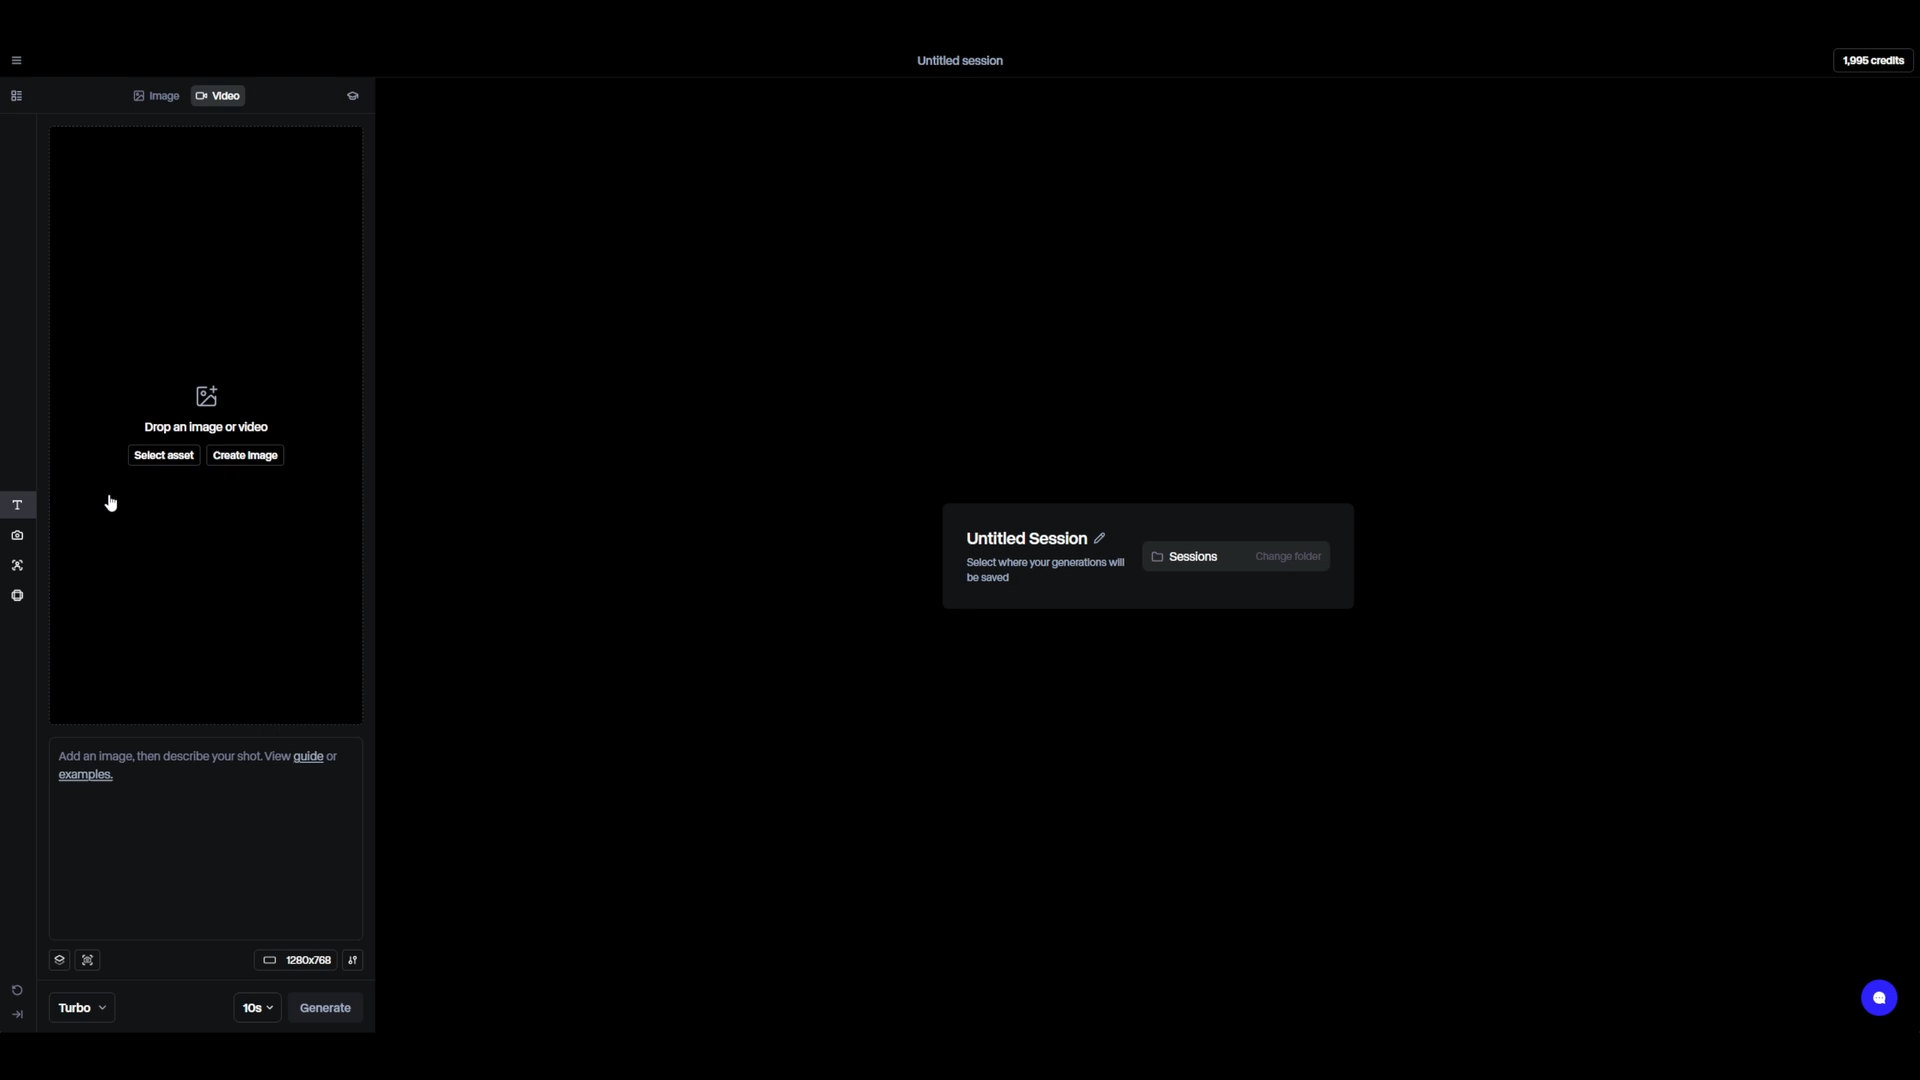 Untitled session
1,995 credits
Image
Video
Drop an image or video
Select asset
Create Image
Untitled Session
Select where your generations will
be saved
Sessions
Change folder
Add an image, then describe your shot. View guide or
examples.
1280x768
Turbo
10s
Generate